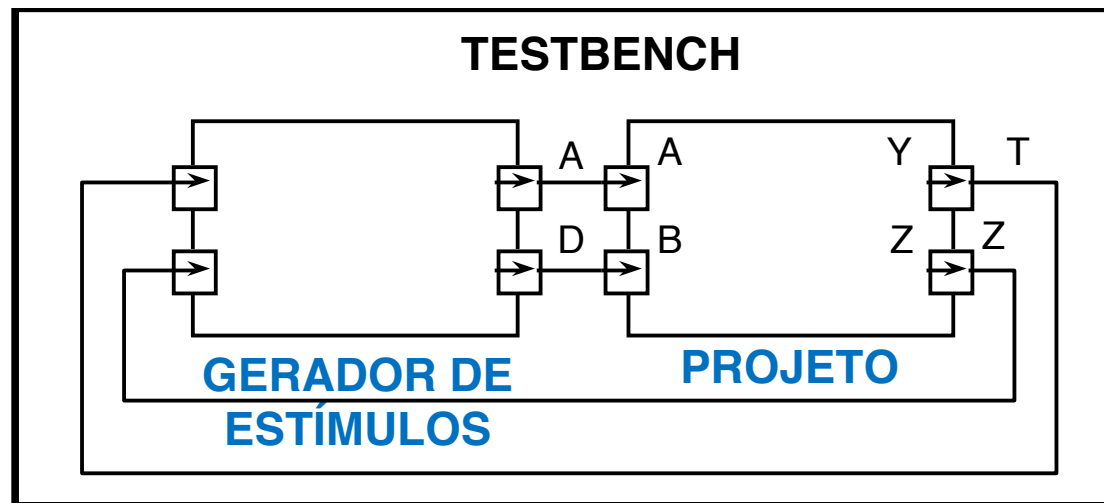 TESTBENCH
A A Y T
D B Z Z
GERADOR DE
ESTÍMULOS
PROJETO